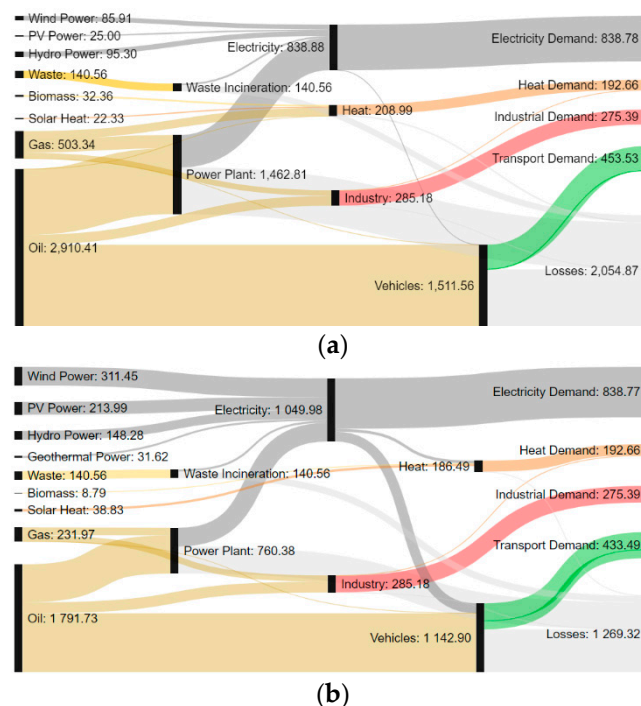 Wind Power: 85.91
PV Power: 25.00
Hydro Power: 95.30
Waste: 140.56
Biomass: 32.36
Solar Heat: 22.33
Gas: 503.34
Oil: 2,910.41
Electricity: 838.88
Waste Incineration: 140.56
Heat: 208.99
Power Plant: 1,462.81
Industry: 285.18
Vehicles: 1,511.56
Electricity Demand: 838.78
Heat Demand: 192.66
Industrial Demand: 275.39
Transport Demand: 453.53
Losses: 2,054.87
(a)
Wind Power: 311.45
PV Power: 213.99
Hydro Power: 148.28
Geothermal Power: 31.62
Waste: 140.56
Biomass: 8.79
Solar Heat: 38.83
Gas: 231.97
Oil: 1 791.73
Electricity: 1 049.98
Waste Incineration: 140.56
Heat: 186.49
Power Plant: 760.38
Industry: 285.18
Vehicles: 1 142.90
Electricity Demand: 838.77
Heat Demand: 192.66
Industrial Demand: 275.39
Transport Demand: 433.49
Losses: 1 269.32
(b)